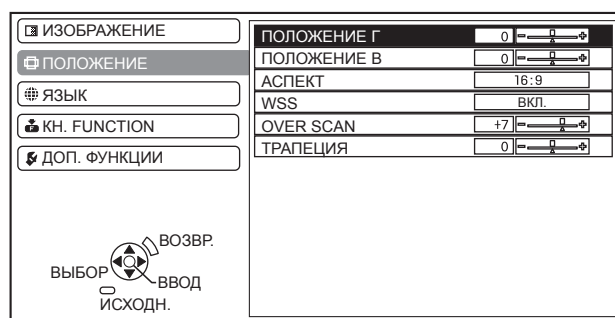 ИЗОБРАЖЕНИЕ
ПОЛОЖЕНИЕ
ЯЗЫК
КН. FUNCTION
ДОП. ФУНКЦИИ
ВОЗВР.
ВЫБОР
ВВОД
ИСХОДН.
ПОЛОЖЕНИЕ Г 0
ПОЛОЖЕНИЕ В 0
АСПЕКТ 16:9
WSS ВКЛ.
OVER SCAN +7
ТРАПЕЦИЯ 0